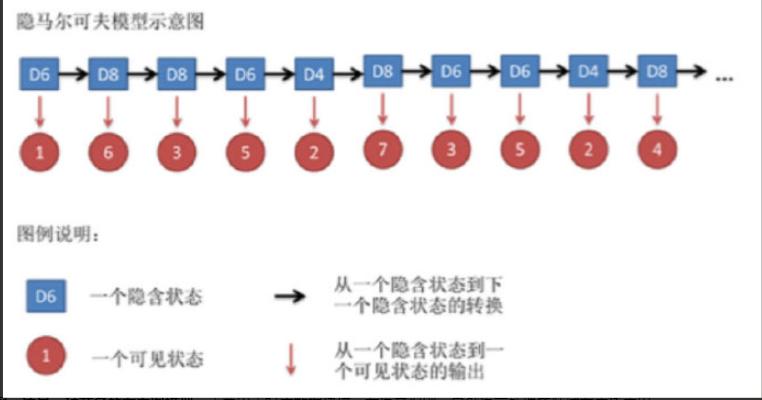 隐马尔可夫模型示意图
D6 D8 D8 D6 D4 D8 D6 D6 D4 D8 ...
1 6 3 5 2 7 3 5 2 4
图例说明：
D6 一个隐含状态
从一个隐含状态到下
一个隐含状态的转换
1 一个可见状态
从一个隐含状态到一
个可见状态的输出